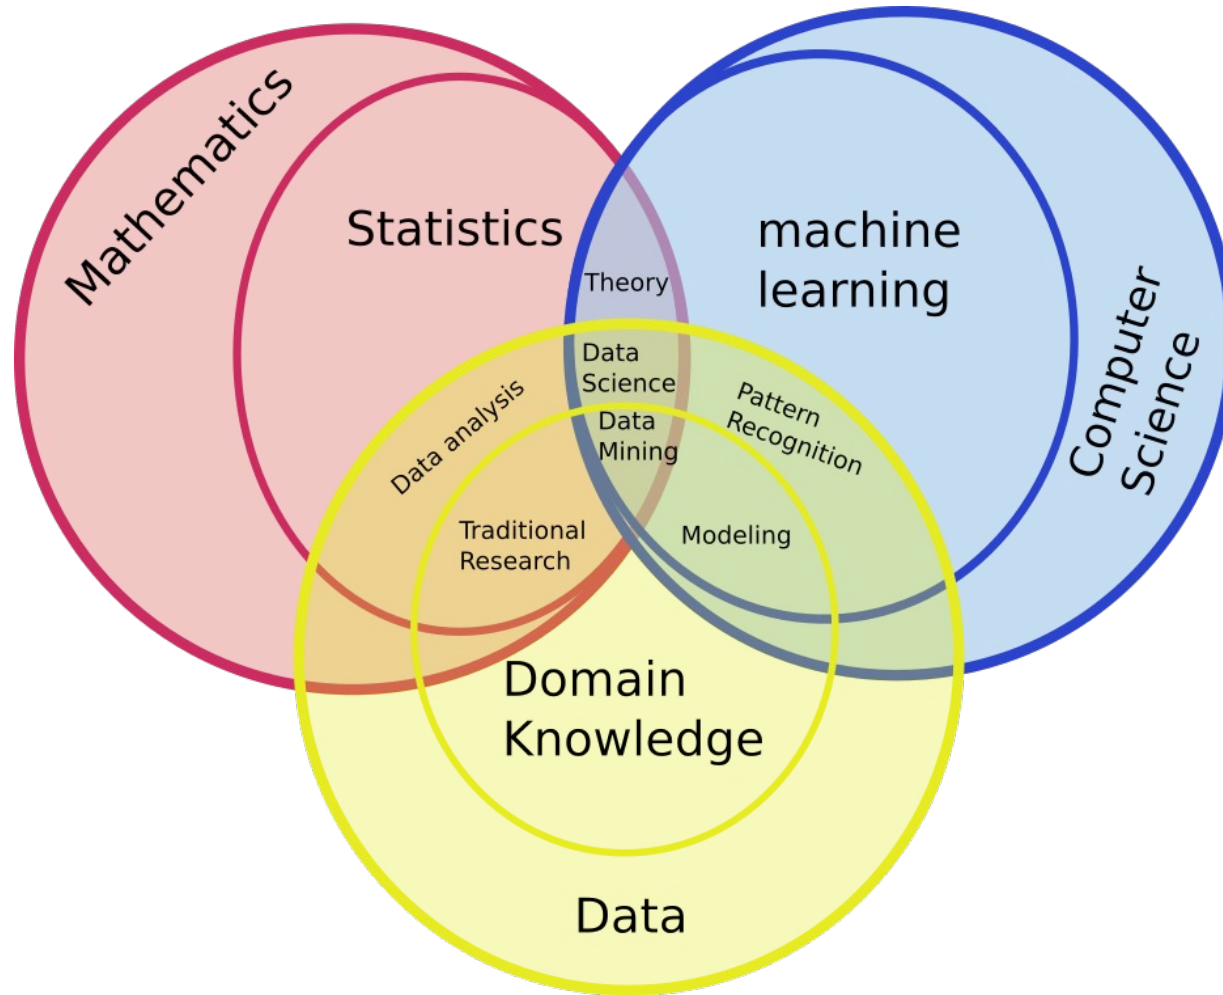 Mathematics
Statistics
machine
learning
Computer
Science
Theory
Data
Science
Data analysis
Pattern
Recognition
Data
Mining
Traditional
Research
Modeling
Domain
Knowledge
Data